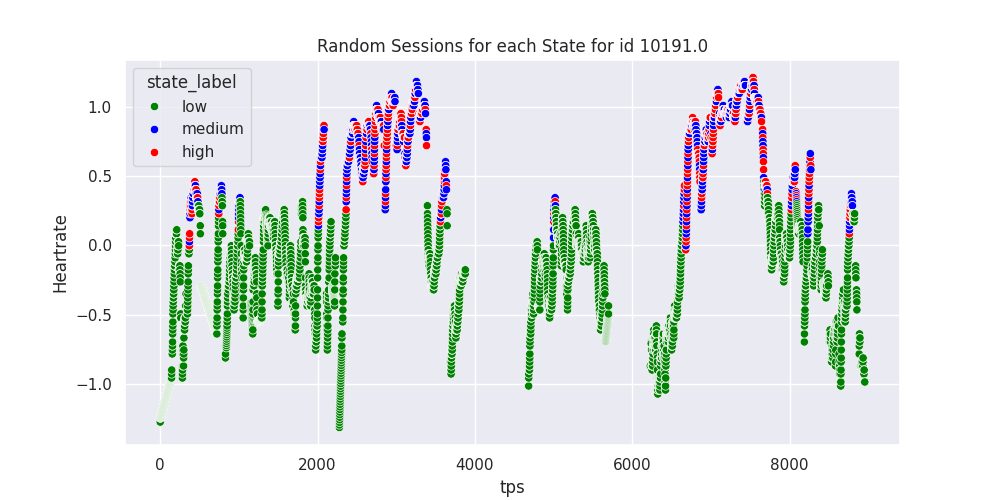 Random Sessions for each State for id 10191.0
state_label
low
medium
high
Heartrate
1.0
0.5
0.0
−0.5
−1.0
0 2000 4000 6000 8000
tps